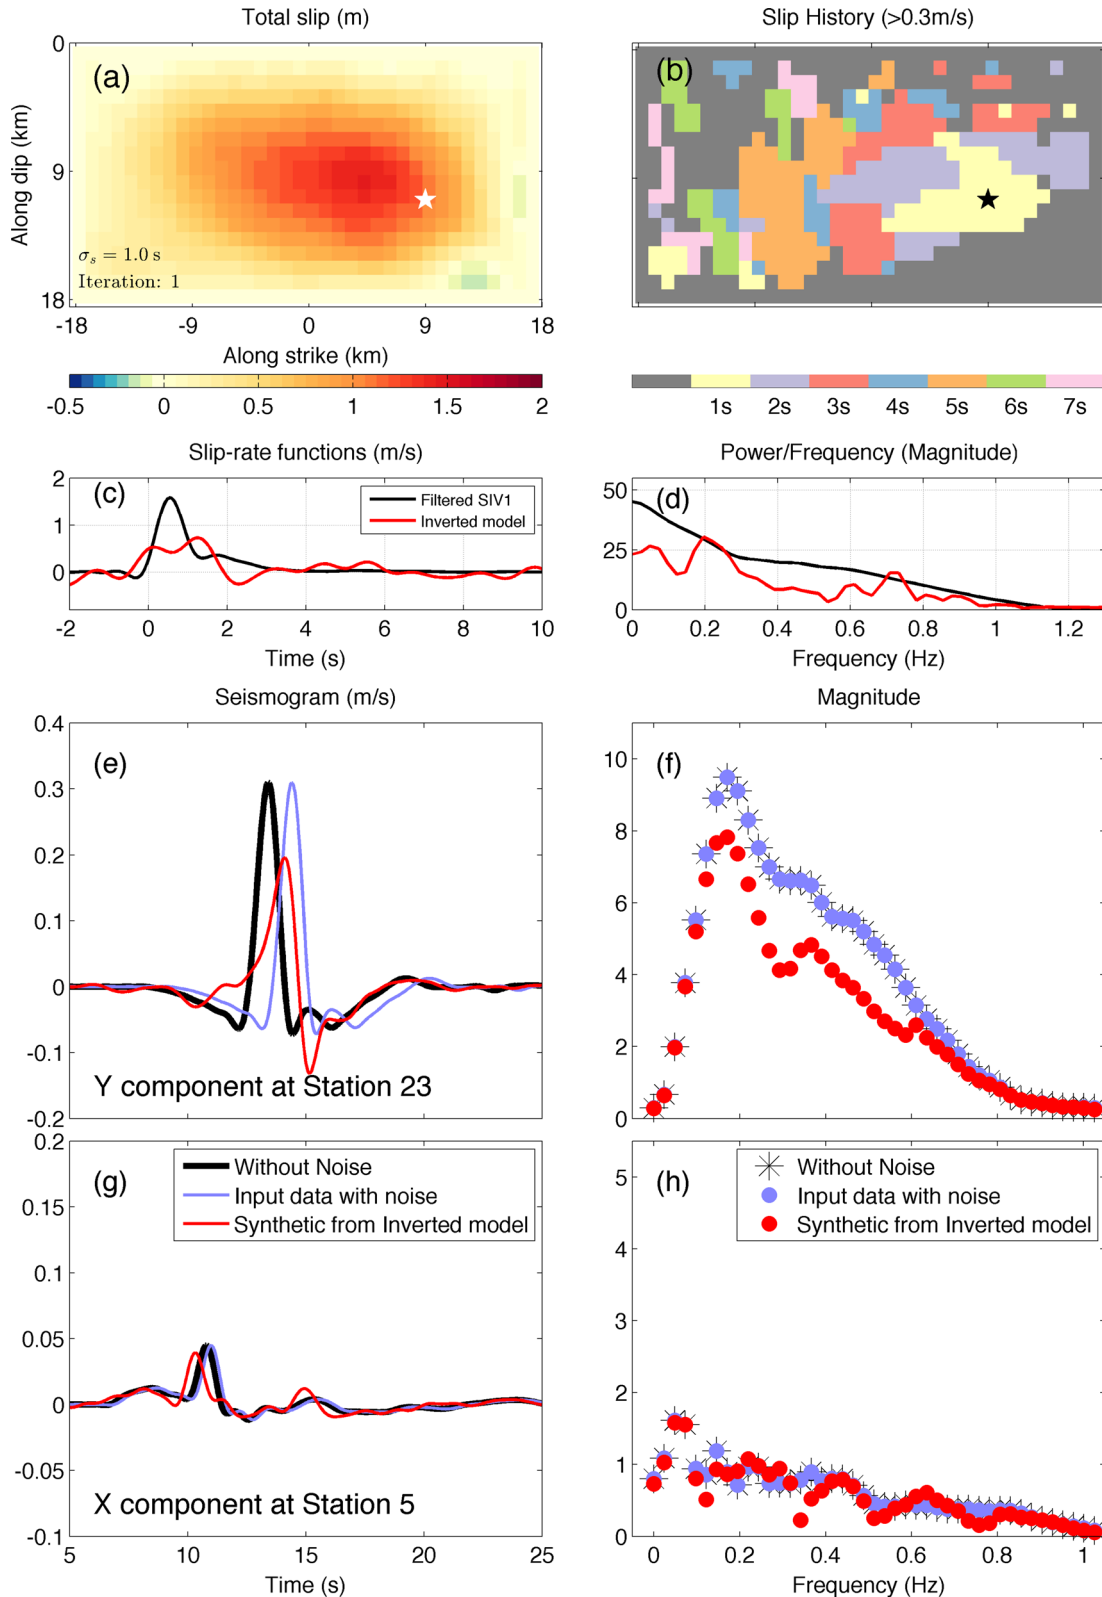 Total slip (m)
Slip History (>0.3m/s)
(a)
(b)
0
9
18
Along dip (km)
σs = 1.0 s
Iteration: 1
-18
-9
0
9
18
Along strike (km)
-0.5
0
0.5
1
1.5
2
1s
2s
3s
4s
5s
6s
7s
Slip-rate functions (m/s)
Power/Frequency (Magnitude)
(c)
2
1
0
Filtered SIV1
Inverted model
-2
0
2
4
6
8
10
Time (s)
(d)
50
25
0
0
0.2
0.4
0.6
0.8
1
1.2
Frequency (Hz)
Seismogram (m/s)
Magnitude
(e)
0.4
0.3
0.2
0.1
0
-0.1
-0.2
Y component at Station 23
(f)
10
8
6
4
2
0
(g)
0.2
0.15
0.1
0.05
0
-0.05
-0.1
Without Noise
Input data with noise
Synthetic from Inverted model
X component at Station 5
5
10
15
20
25
Time (s)
(h)
5
4
3
2
1
0
Without Noise
Input data with noise
Synthetic from Inverted model
0
0.2
0.4
0.6
0.8
1
Frequency (Hz)